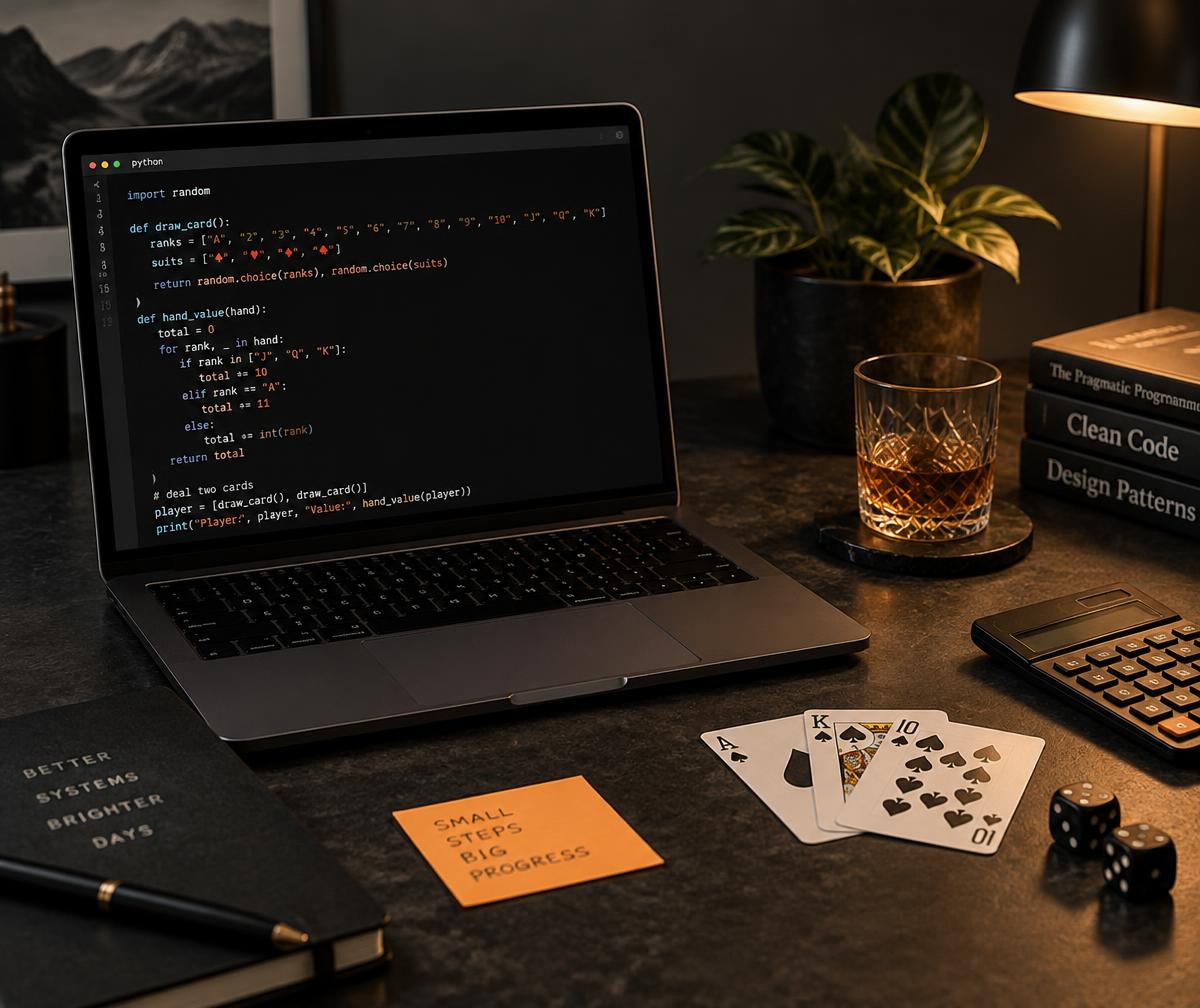 python
import random
def draw_card():
ranks = ["A", "2", "3", "4", "5", "6", "7", "8", "9", "10", "J", "Q", "K"]
suits = ["♠", "♥", "♦", "♠"]
return random.choice(ranks), random.choice(suits)
)
def hand_value(hand):
total = 0
for rank, _ in hand:
if rank in ["J", "Q", "K"]:
total += 10
elif rank == "A":
total += 11
else:
total += int(rank)
return total
)
# deal two cards
player = [draw_card(), draw_card()]
print("Player:", player, "Value:", hand_value(player))
The Pragmatic Programm
Clean Code
Design Patterns
BETTER
SYSTEMS
BRIGHTER
DAYS
SMALL
STEPS
BIG
PROGRESS
A
K
10
10